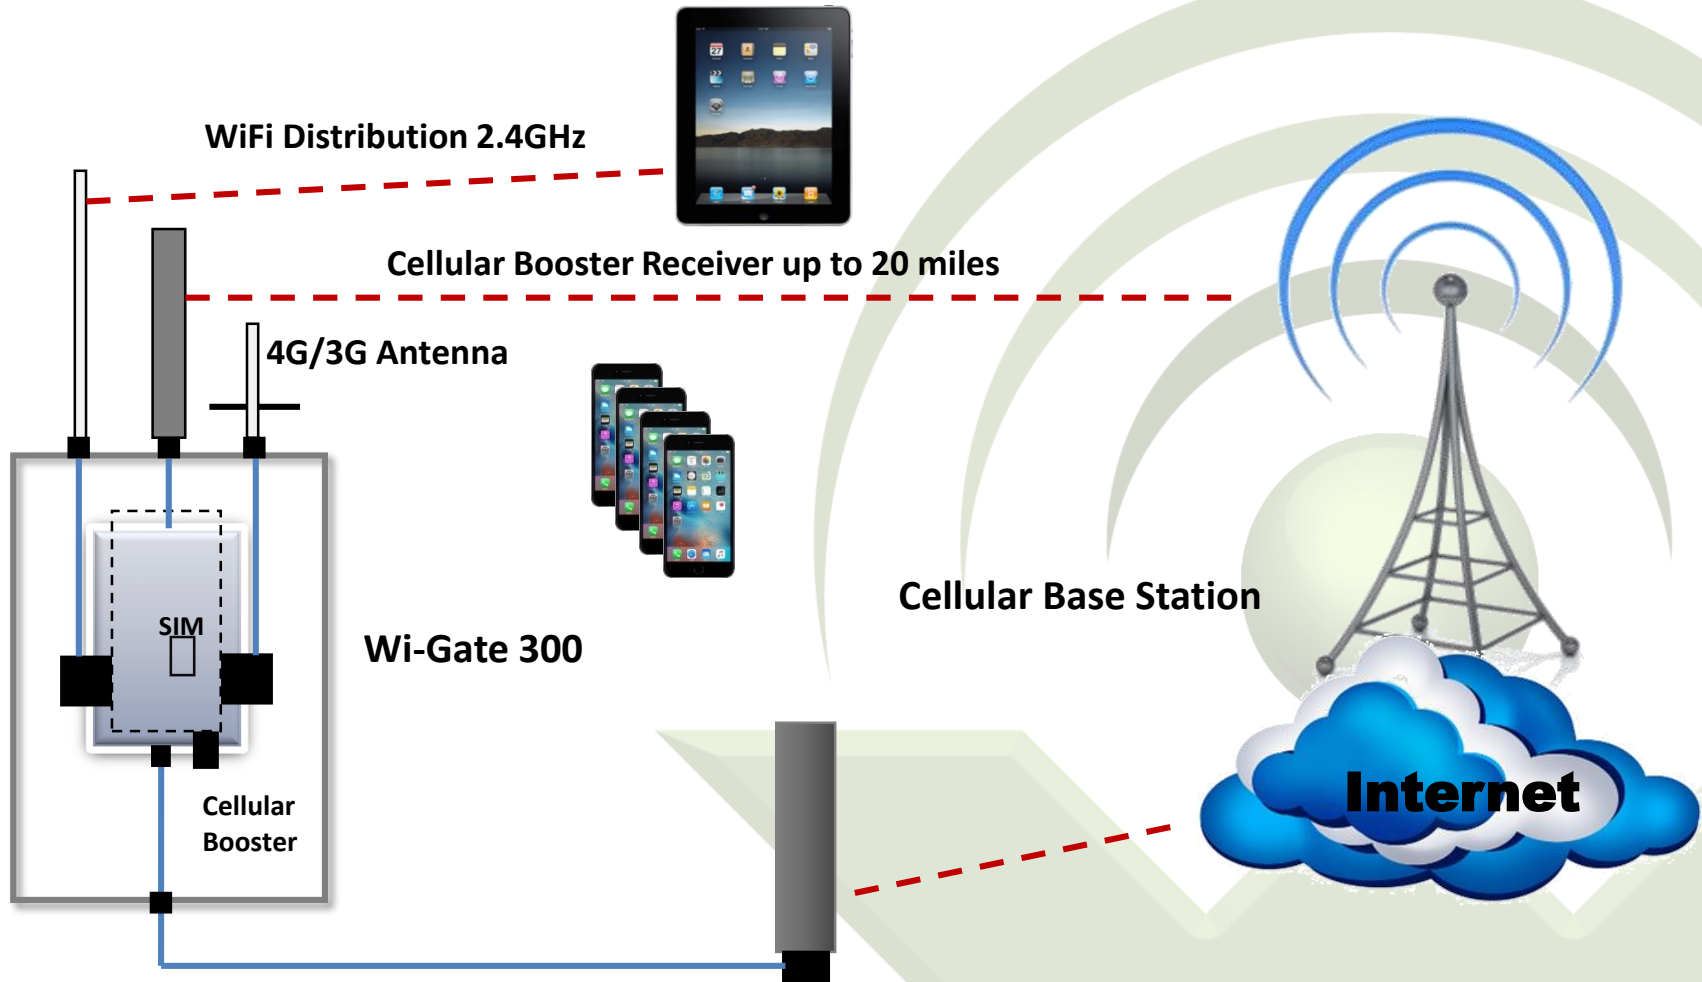 WiFi Distribution 2.4GHz
Cellular Booster Receiver up to 20 miles
4G/3G Antenna
Cellular Base Station
SIM
Wi-Gate 300
Internet
Cellular
Booster
27